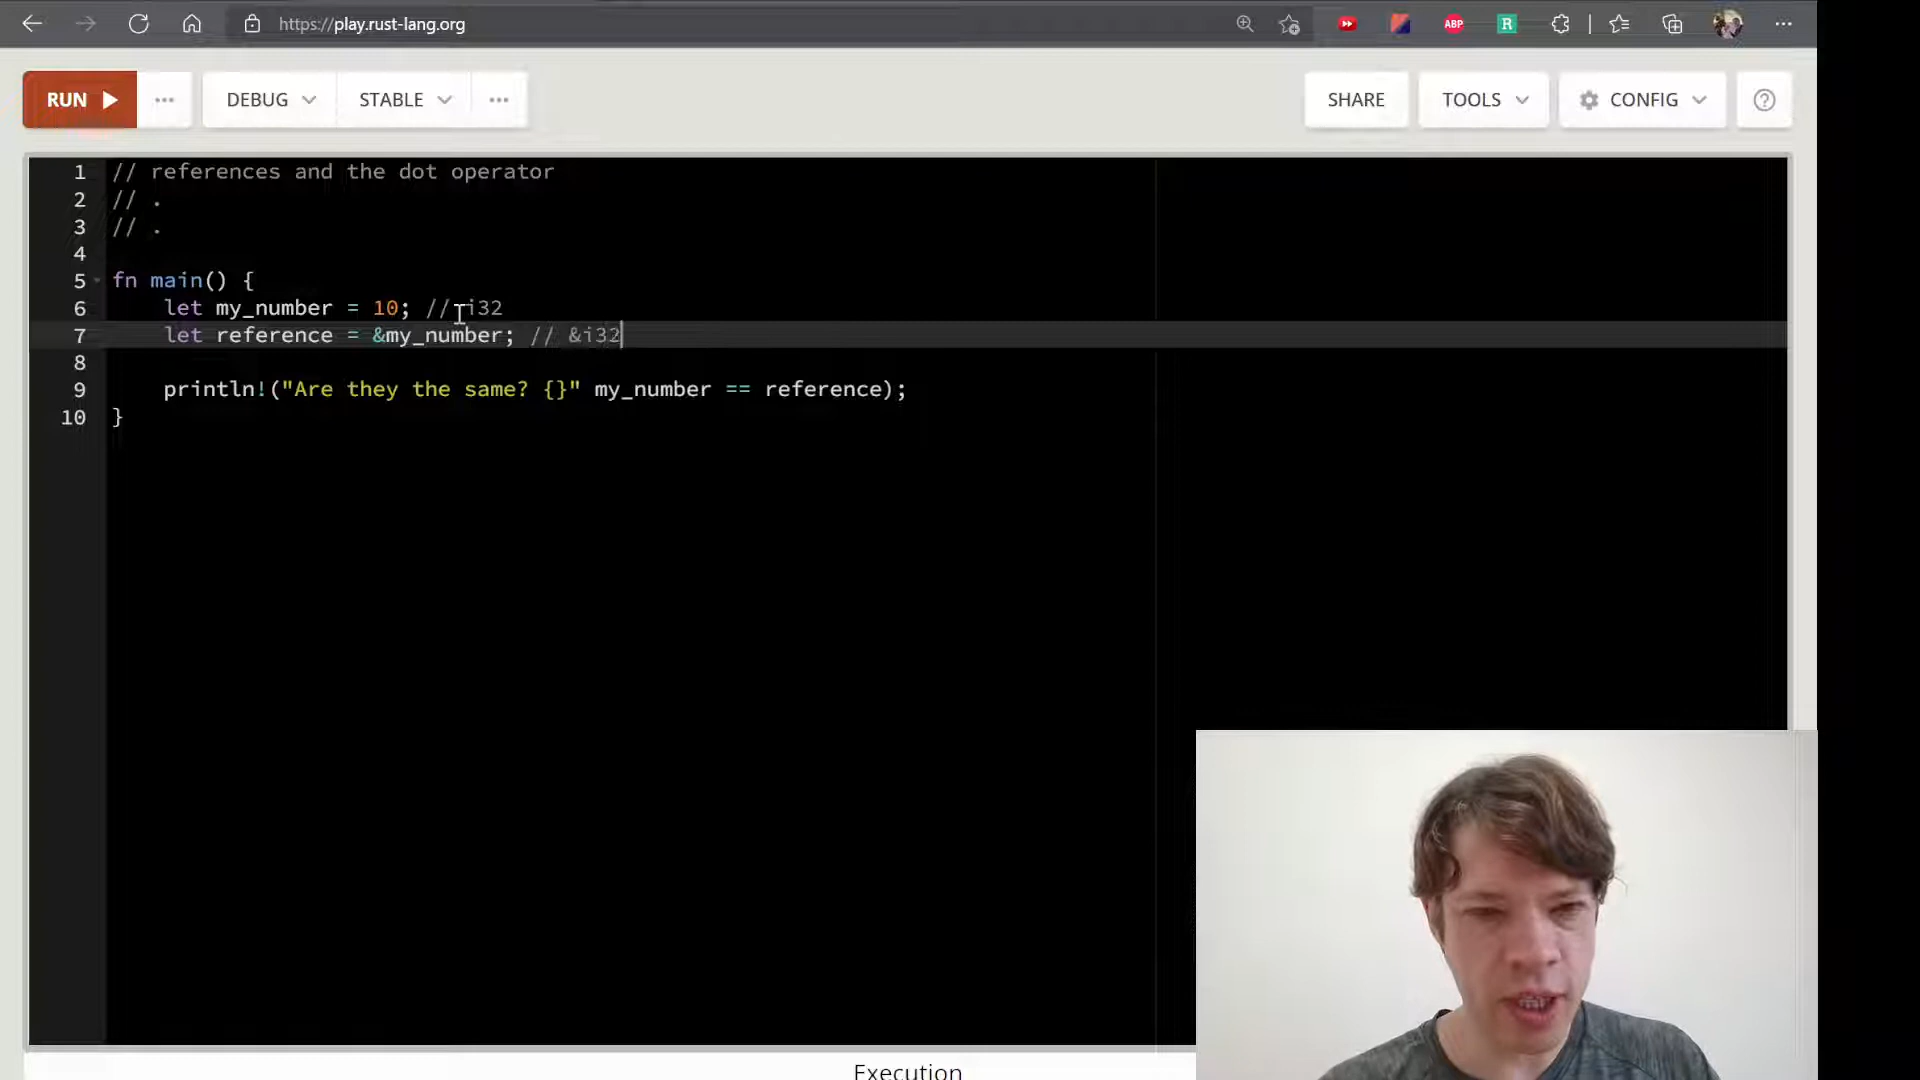 https://play.rust-lang.org
ABP
R
RUN
DEBUG
STABLE
SHARE
TOOLS
CONFIG
1 // references and the dot operator
2 // .
3 // .
4
5 fn main() {
6 let my_number = 10; // i32
7 let reference = &my_number; // &i32
8
9 println!("Are they the same? {}" my_number == reference);
10 }
Execution